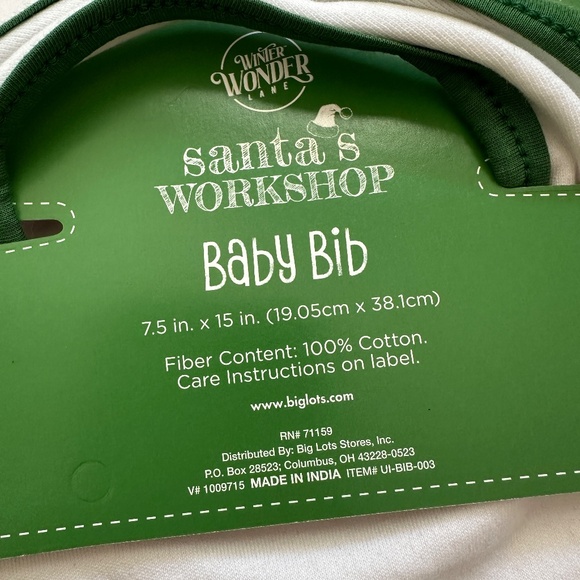 WINTER
WONDER
LANE
santa's
WORKSHOP
Baby Bib
7.5 in. x 15 in. (19.05cm x 38.1cm)
Fiber Content: 100% Cotton.
Care Instructions on label.
www.biglots.com
RN# 71159
Distributed By: Big Lots Stores, Inc.
P.O. Box 28523; Columbus, OH 43228-0523
V# 1009715 MADE IN INDIA ITEM# UI-BIB-003